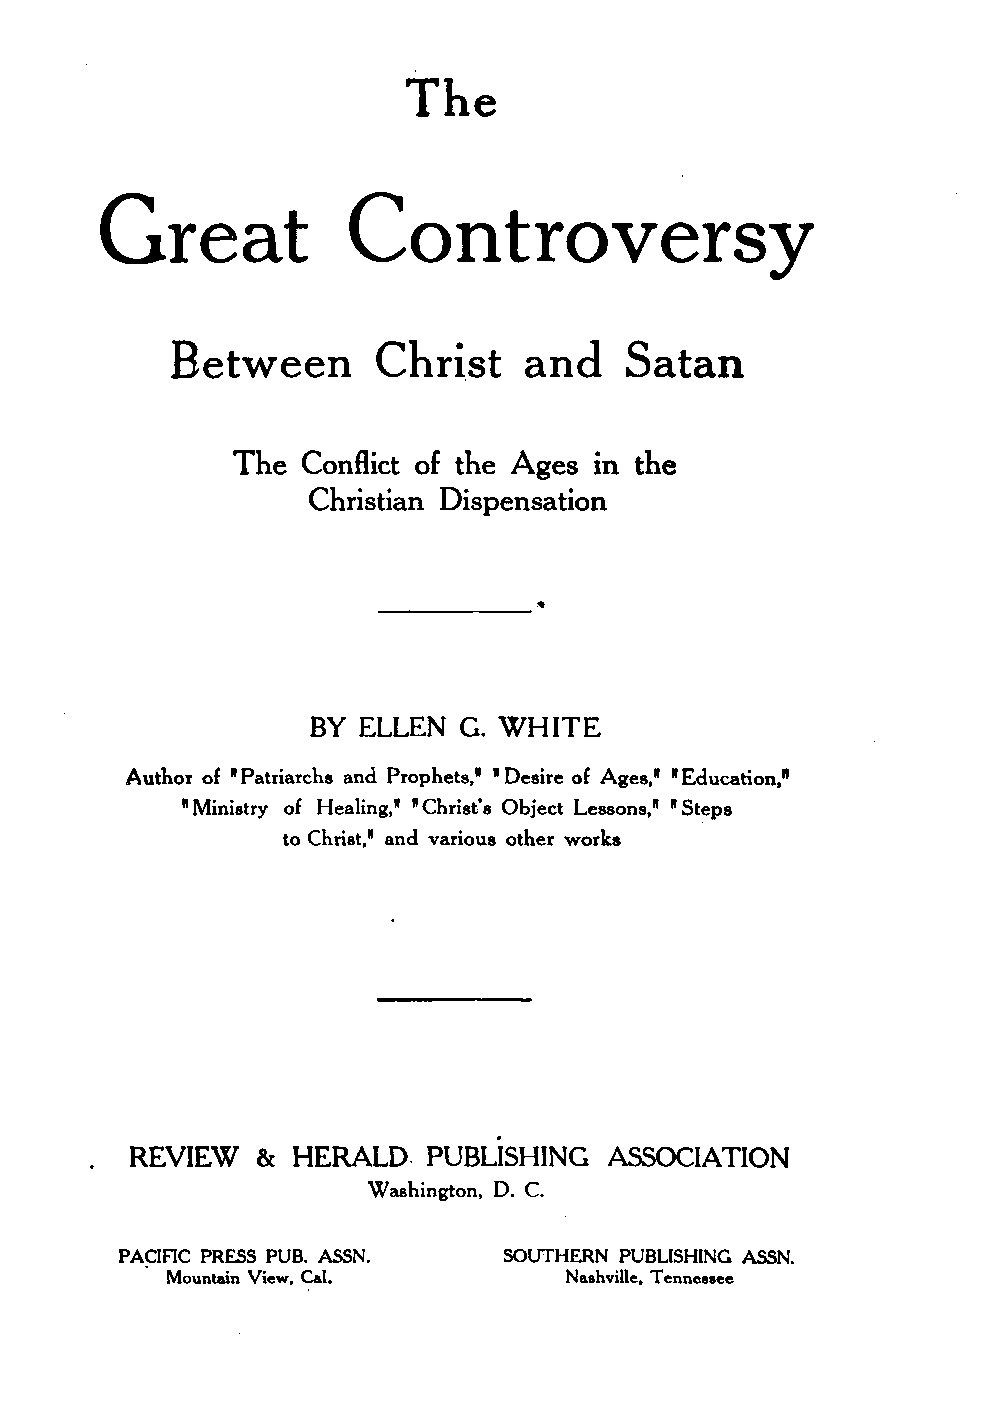 The
Great Controversy
Between Christ and Satan
The Conflict of the Ages in the
Christian Dispensation
BY ELLEN G. WHITE
Author of "Patriarchs and Prophets," "Desire of Ages," "Education,"
"Ministry of Healing," "Christ's Object Lessons," "Steps
to Christ," and various other works
REVIEW & HERALD PUBLISHING ASSOCIATION
Washington, D. C.
PACIFIC PRESS PUB. ASSN.
Mountain View, Cal.
SOUTHERN PUBLISHING ASSN.
Nashville, Tennessee